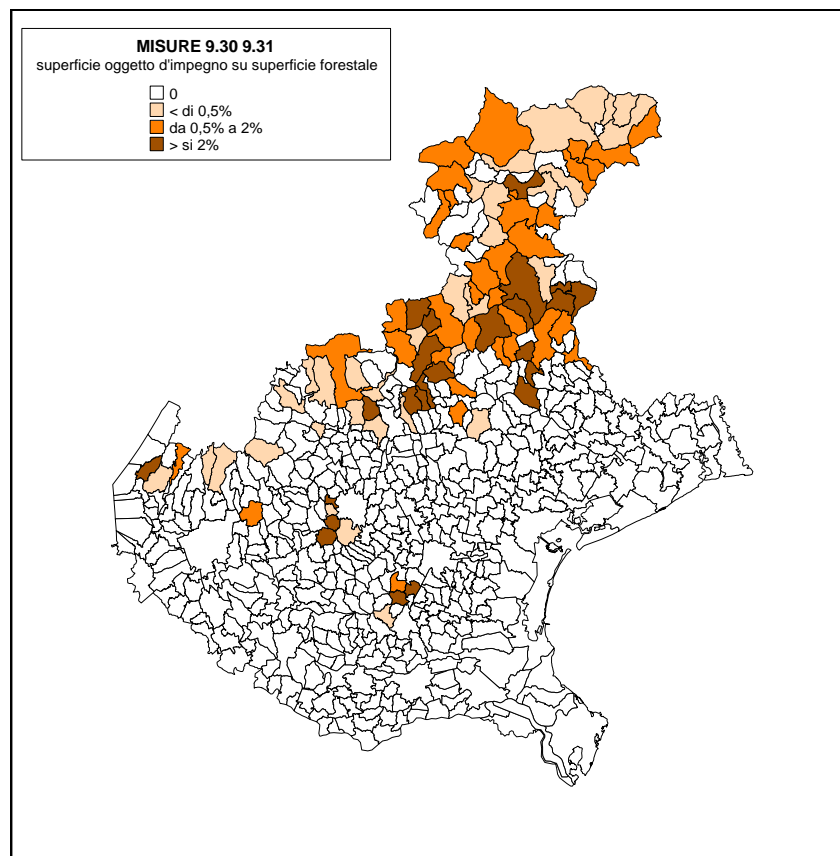 MISURE 9.30 9.31
superficie oggetto d'impegno su superficie forestale
0
< di 0,5%
da 0,5% a 2%
> si 2%